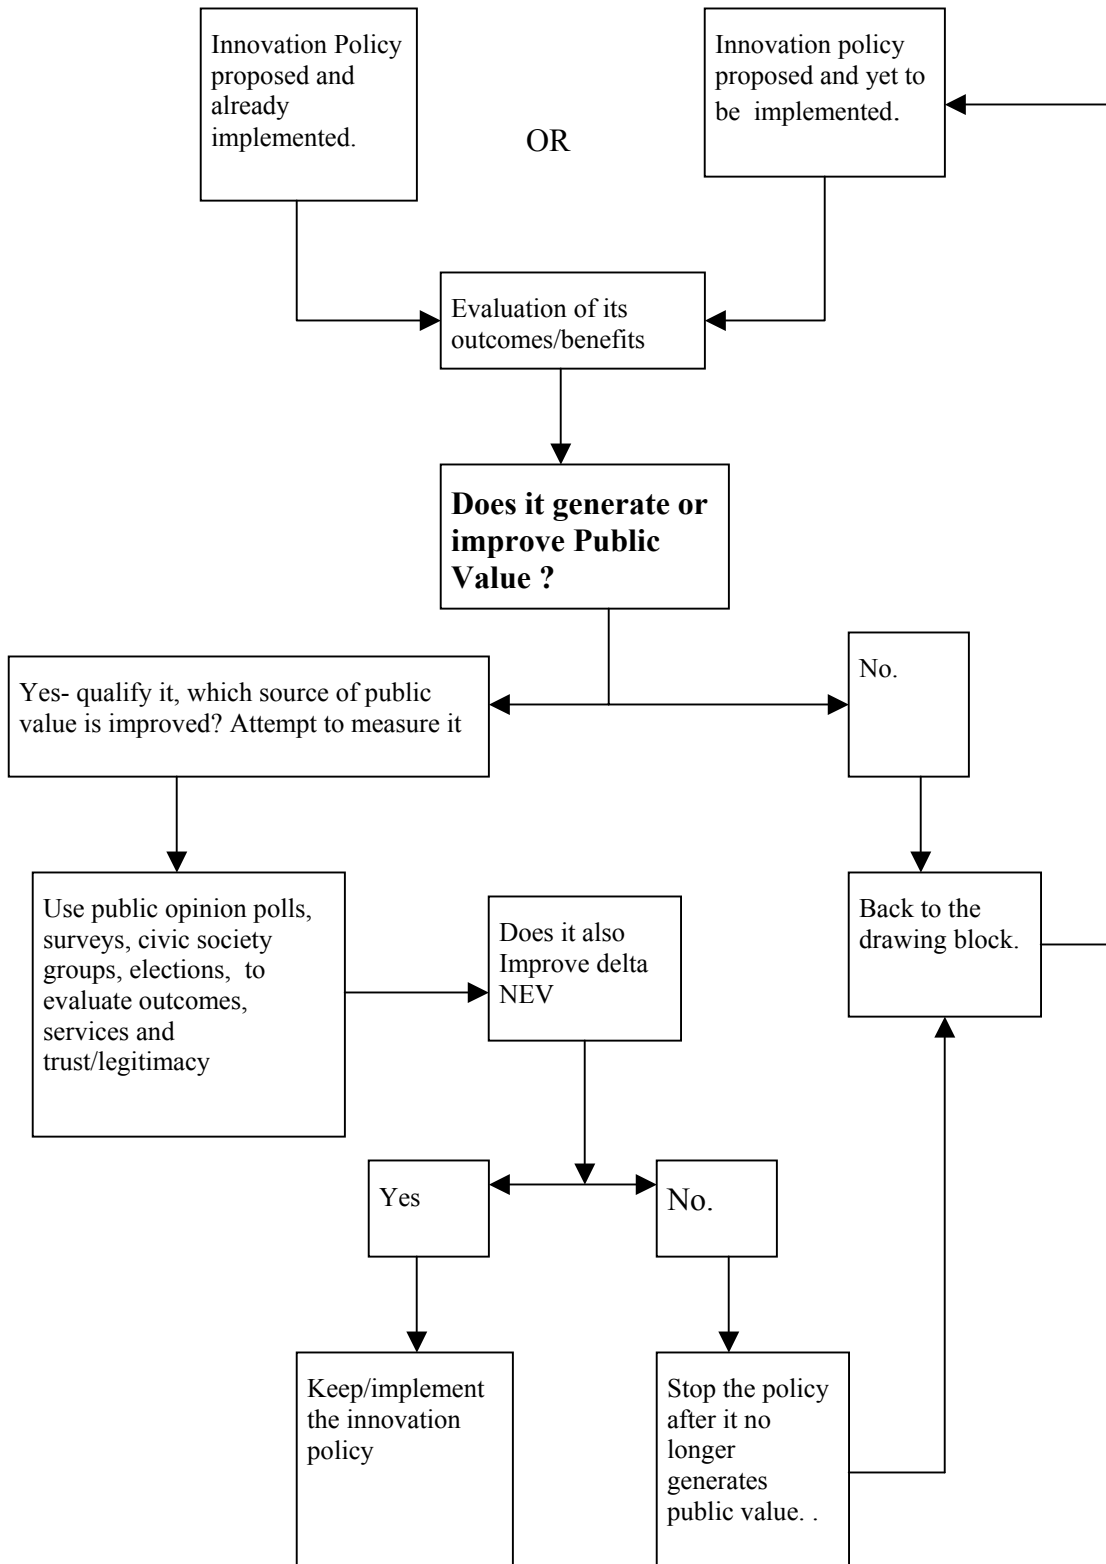 Innovation Policy
proposed and
already
implemented.
OR
Innovation policy
proposed and yet to
be implemented.
Evaluation of its
outcomes/benefits
Does it generate or
improve Public
Value ?
Yes- qualify it, which source of public
value is improved? Attempt to measure it
No.
Use public opinion polls,
surveys, civic society
groups, elections, to
evaluate outcomes,
services and
trust/legitimacy
Does it also
Improve delta
NEV
Back to the
drawing block.
Yes
No.
Keep/implement
the innovation
policy
Stop the policy
after it no
longer
generates
public value. .